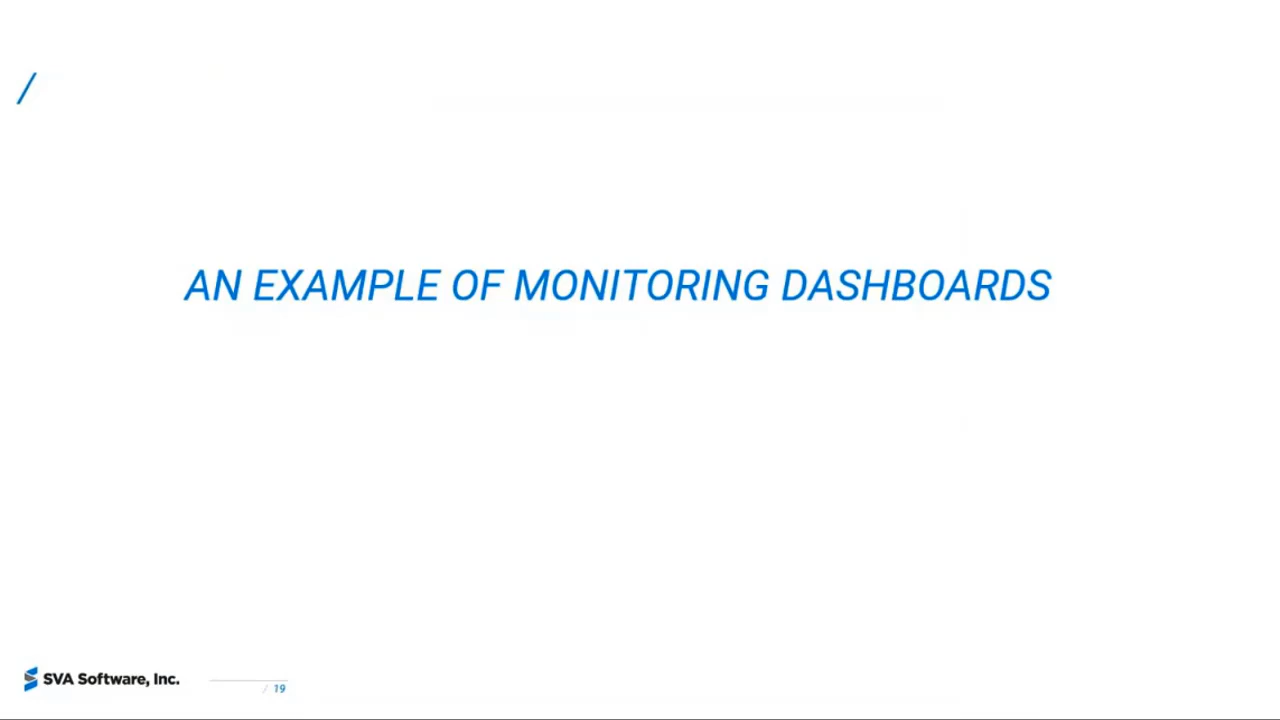 /
AN EXAMPLE OF MONITORING DASHBOARDS
SVA Software, Inc.
/ 19